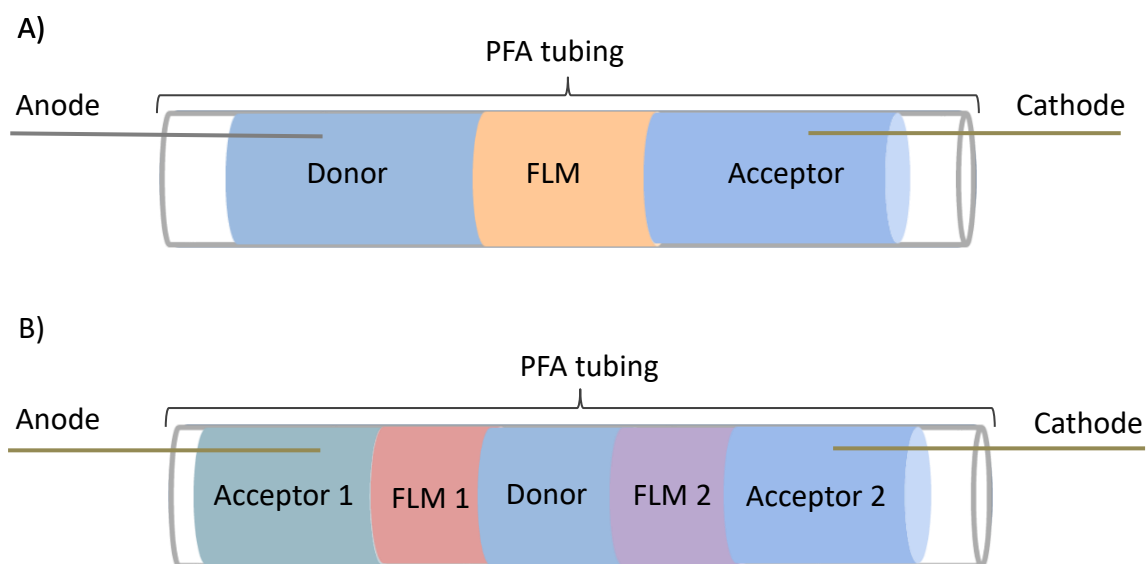 A)
PFA tubing
Anode
Cathode
Donor
FLM
Acceptor
B)
PFA tubing
Anode
Cathode
Acceptor 1
FLM 1
Donor
FLM 2
Acceptor 2